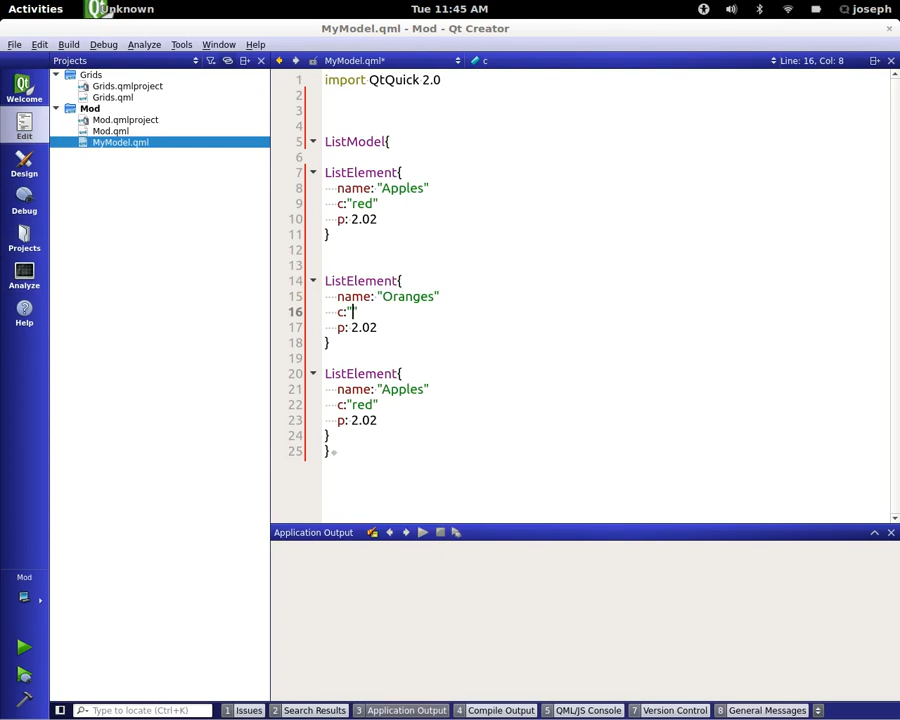 Activities
Unknown
Tue 11:45 AM
joseph
MyModel.qml - Mod - Qt Creator
File Edit Build Debug Analyze Tools Window Help
Projects
MyModel.qml*
c
Line: 16, Col: 8
Welcome
Edit
Design
Debug
Projects
Analyze
Help
Grids
Grids.qmlproject
Grids.qml
Mod
Mod.qmlproject
Mod.qml
MyModel.qml
1 import QtQuick 2.0
2
3
4
5 ListModel{
6
7 ListElement{
8 name: "Apples"
9 c:"red"
10 p: 2.02
11 }
12
13
14 ListElement{
15 name: "Oranges"
16 c:""
17 p: 2.02
18 }
19
20 ListElement{
21 name: "Apples"
22 c:"red"
23 p: 2.02
24 }
25 }
Application Output
Mod
Type to locate (Ctrl+K)
1 Issues
2 Search Results
3 Application Output
4 Compile Output
5 QML/JS Console
7 Version Control
8 General Messages